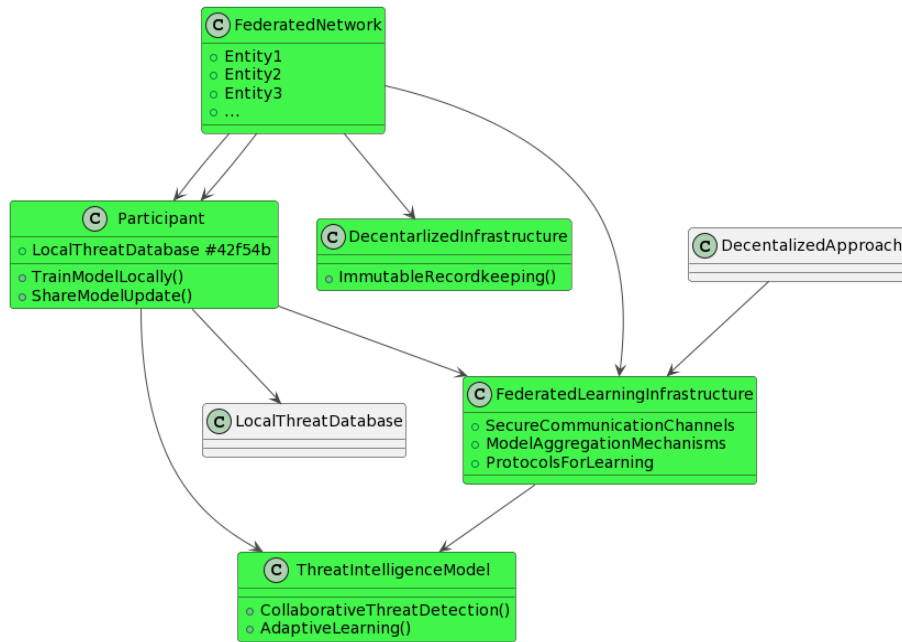 C FederatedNetwork
Entity1
Entity2
Entity3
...
C Participant
LocalThreatDatabase #42f54b
TrainModelLocally()
ShareModelUpdate()
C DecentarlizedInfrastructure
ImmutableRecordkeeping()
C DecentalizedApproach
C LocalThreatDatabase
C FederatedLearningInfrastructure
SecureCommunicationChannels
ModelAggregationMechanisms
ProtocolsForLearning
C ThreatIntelligenceModel
CollaborativeThreatDetection()
AdaptiveLearning()